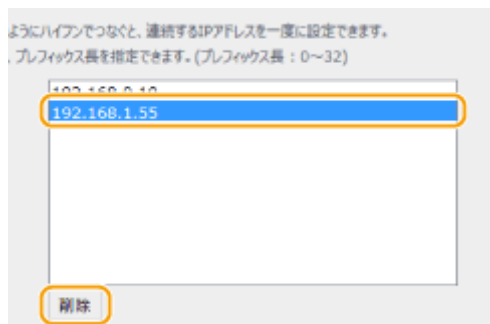 ようにハイフンでつなぐと、連続するIPアドレスを一度に設定できます。
、プレフィックス長を指定できます。(プレフィックス長：0～32)
192.168.1.55
削除